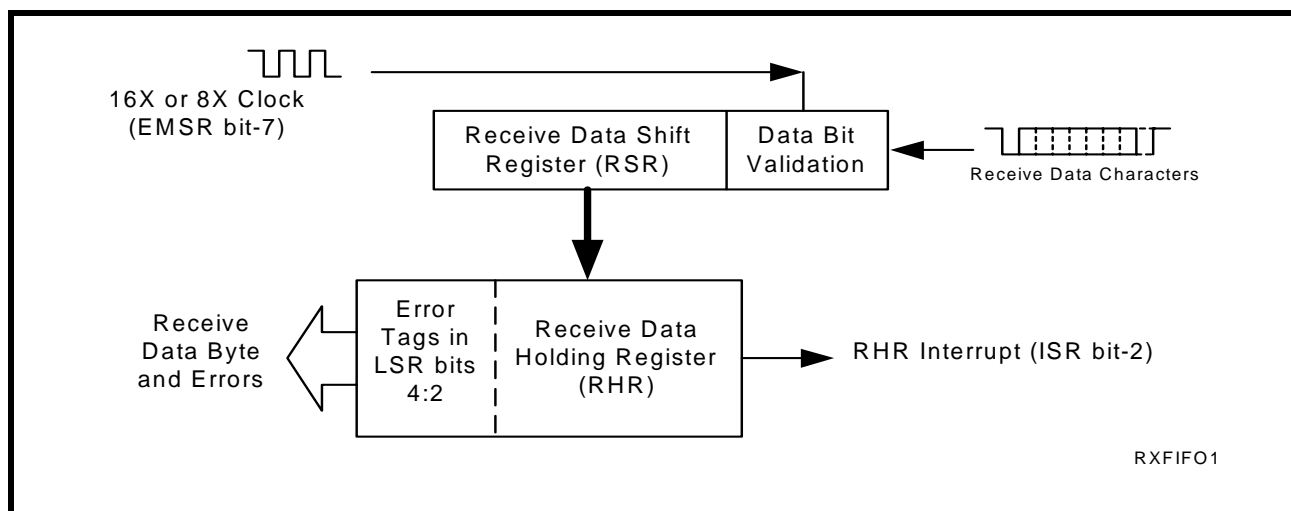 16X or 8X Clock
(EMSR bit-7)
Receive Data Shift
Register (RSR)
Data Bit
Validation
Receive Data Characters
Receive
Data Byte
and Errors
Error
Tags in
LSR bits
4:2
Receive Data
Holding Register
(RHR)
RHR Interrupt (ISR bit-2)
RXFIFO1